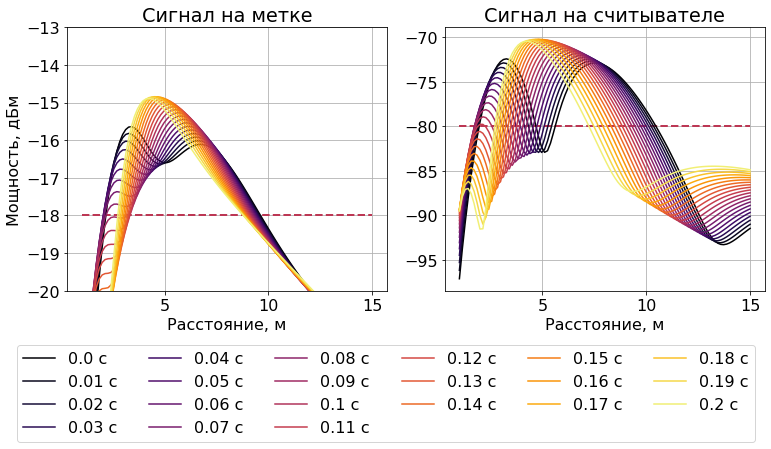 Сигнал на метке
Сигнал на считывателе
Мощность, дБм
−13
−14
−15
−16
−17
−18
−19
−20
5
10
15
Расстояние, м
−70
−75
−80
−85
−90
−95
5
10
15
Расстояние, м
0.0 с
0.01 с
0.02 с
0.03 с
0.04 с
0.05 с
0.06 с
0.07 с
0.08 с
0.09 с
0.1 с
0.11 с
0.12 с
0.13 с
0.14 с
0.15 с
0.16 с
0.17 с
0.18 с
0.19 с
0.2 с